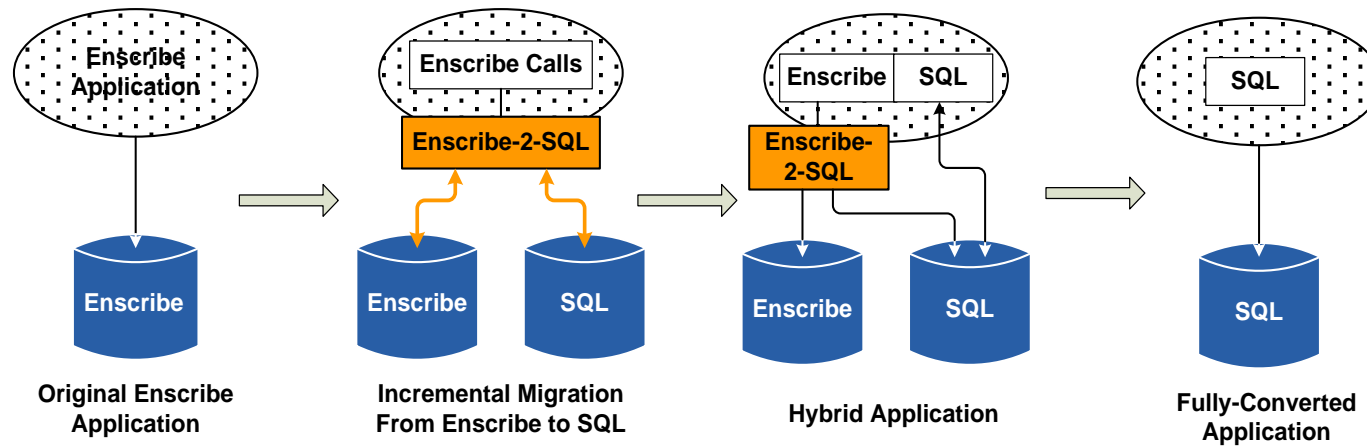 Enscribe
Application
Enscribe
Original Enscribe
Application
Enscribe Calls
Enscribe-2-SQL
Enscribe
SQL
Incremental Migration
From Enscribe to SQL
Enscribe
SQL
Enscribe-
2-SQL
Enscribe
SQL
Hybrid Application
SQL
SQL
Fully-Converted
Application